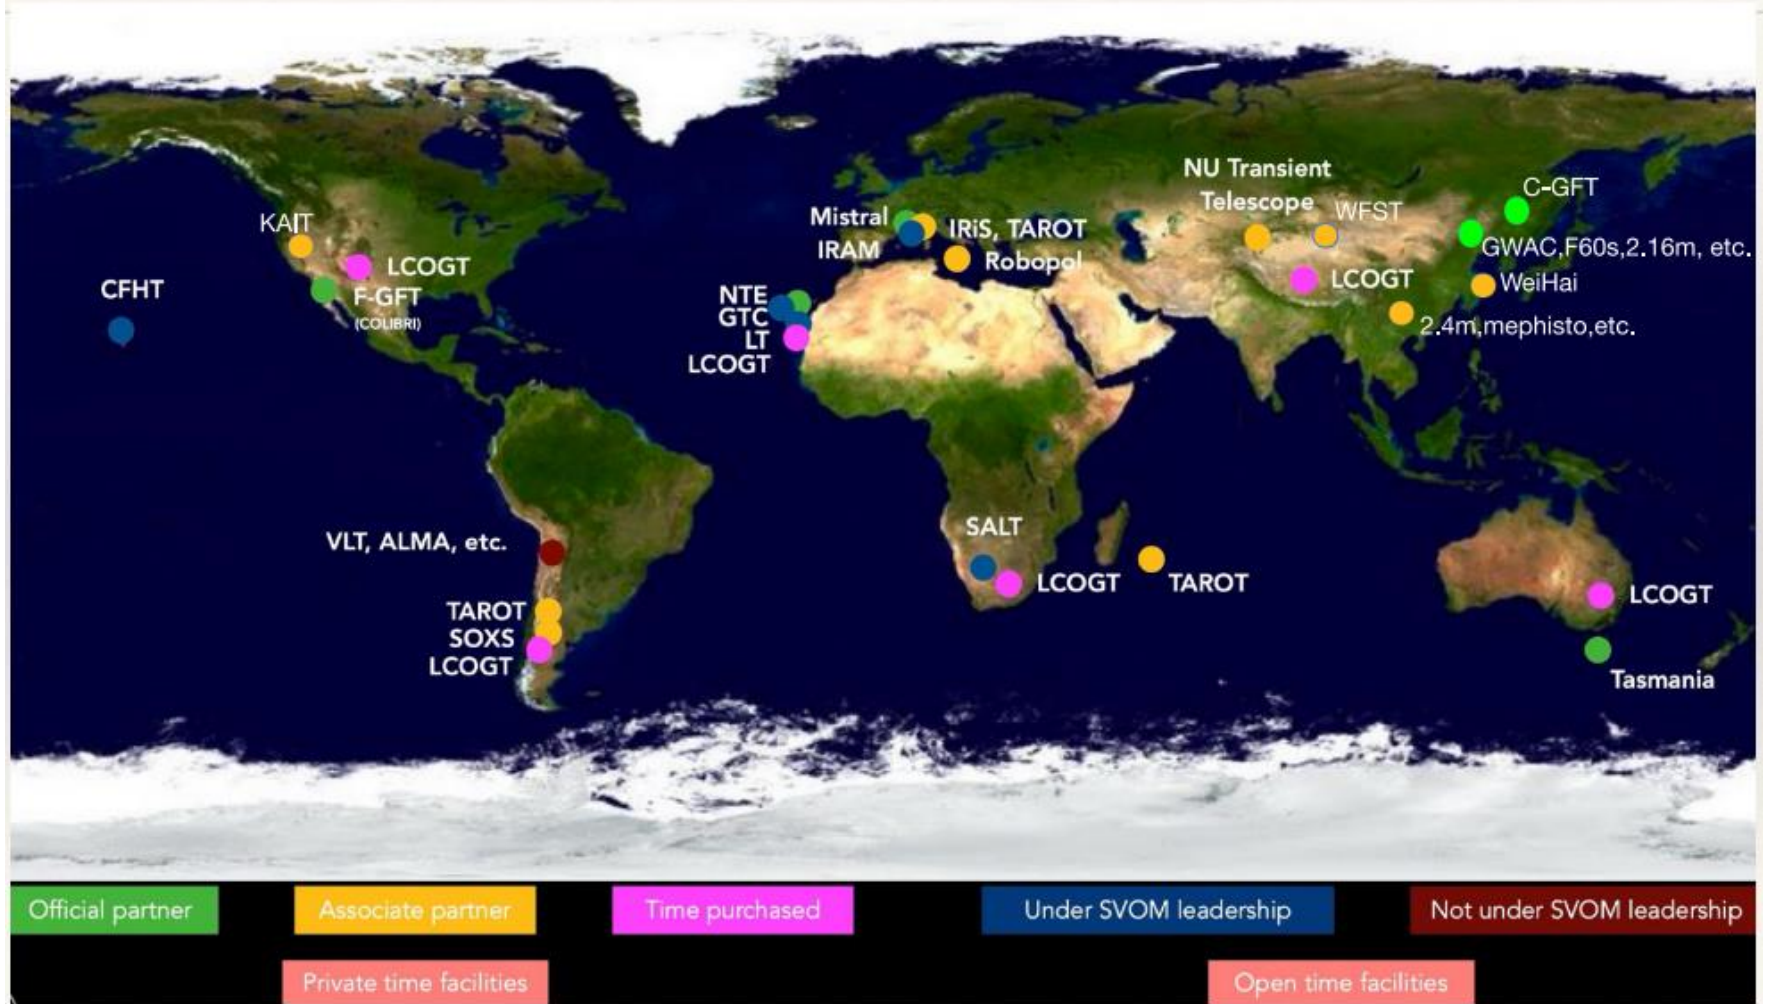 NU Transient
Telescope
C-GFT
WFST
KAIT
Mistral
IRiS, TAROT
IRAM
Robopol
GWAC,F60s,2.16m, etc.
LCOGT
LCOGT
WeiHai
CFHT
F-GFT
(COLIBRI)
NTE
GTC
LT
LCOGT
2.4m,mephisto,etc.
SALT
VLT, ALMA, etc.
LCOGT
TAROT
LCOGT
TAROT
SOXS
LCOGT
Tasmania
Official partner
Associate partner
Time purchased
Under SVOM leadership
Not under SVOM leadership
Private time facilities
Open time facilities